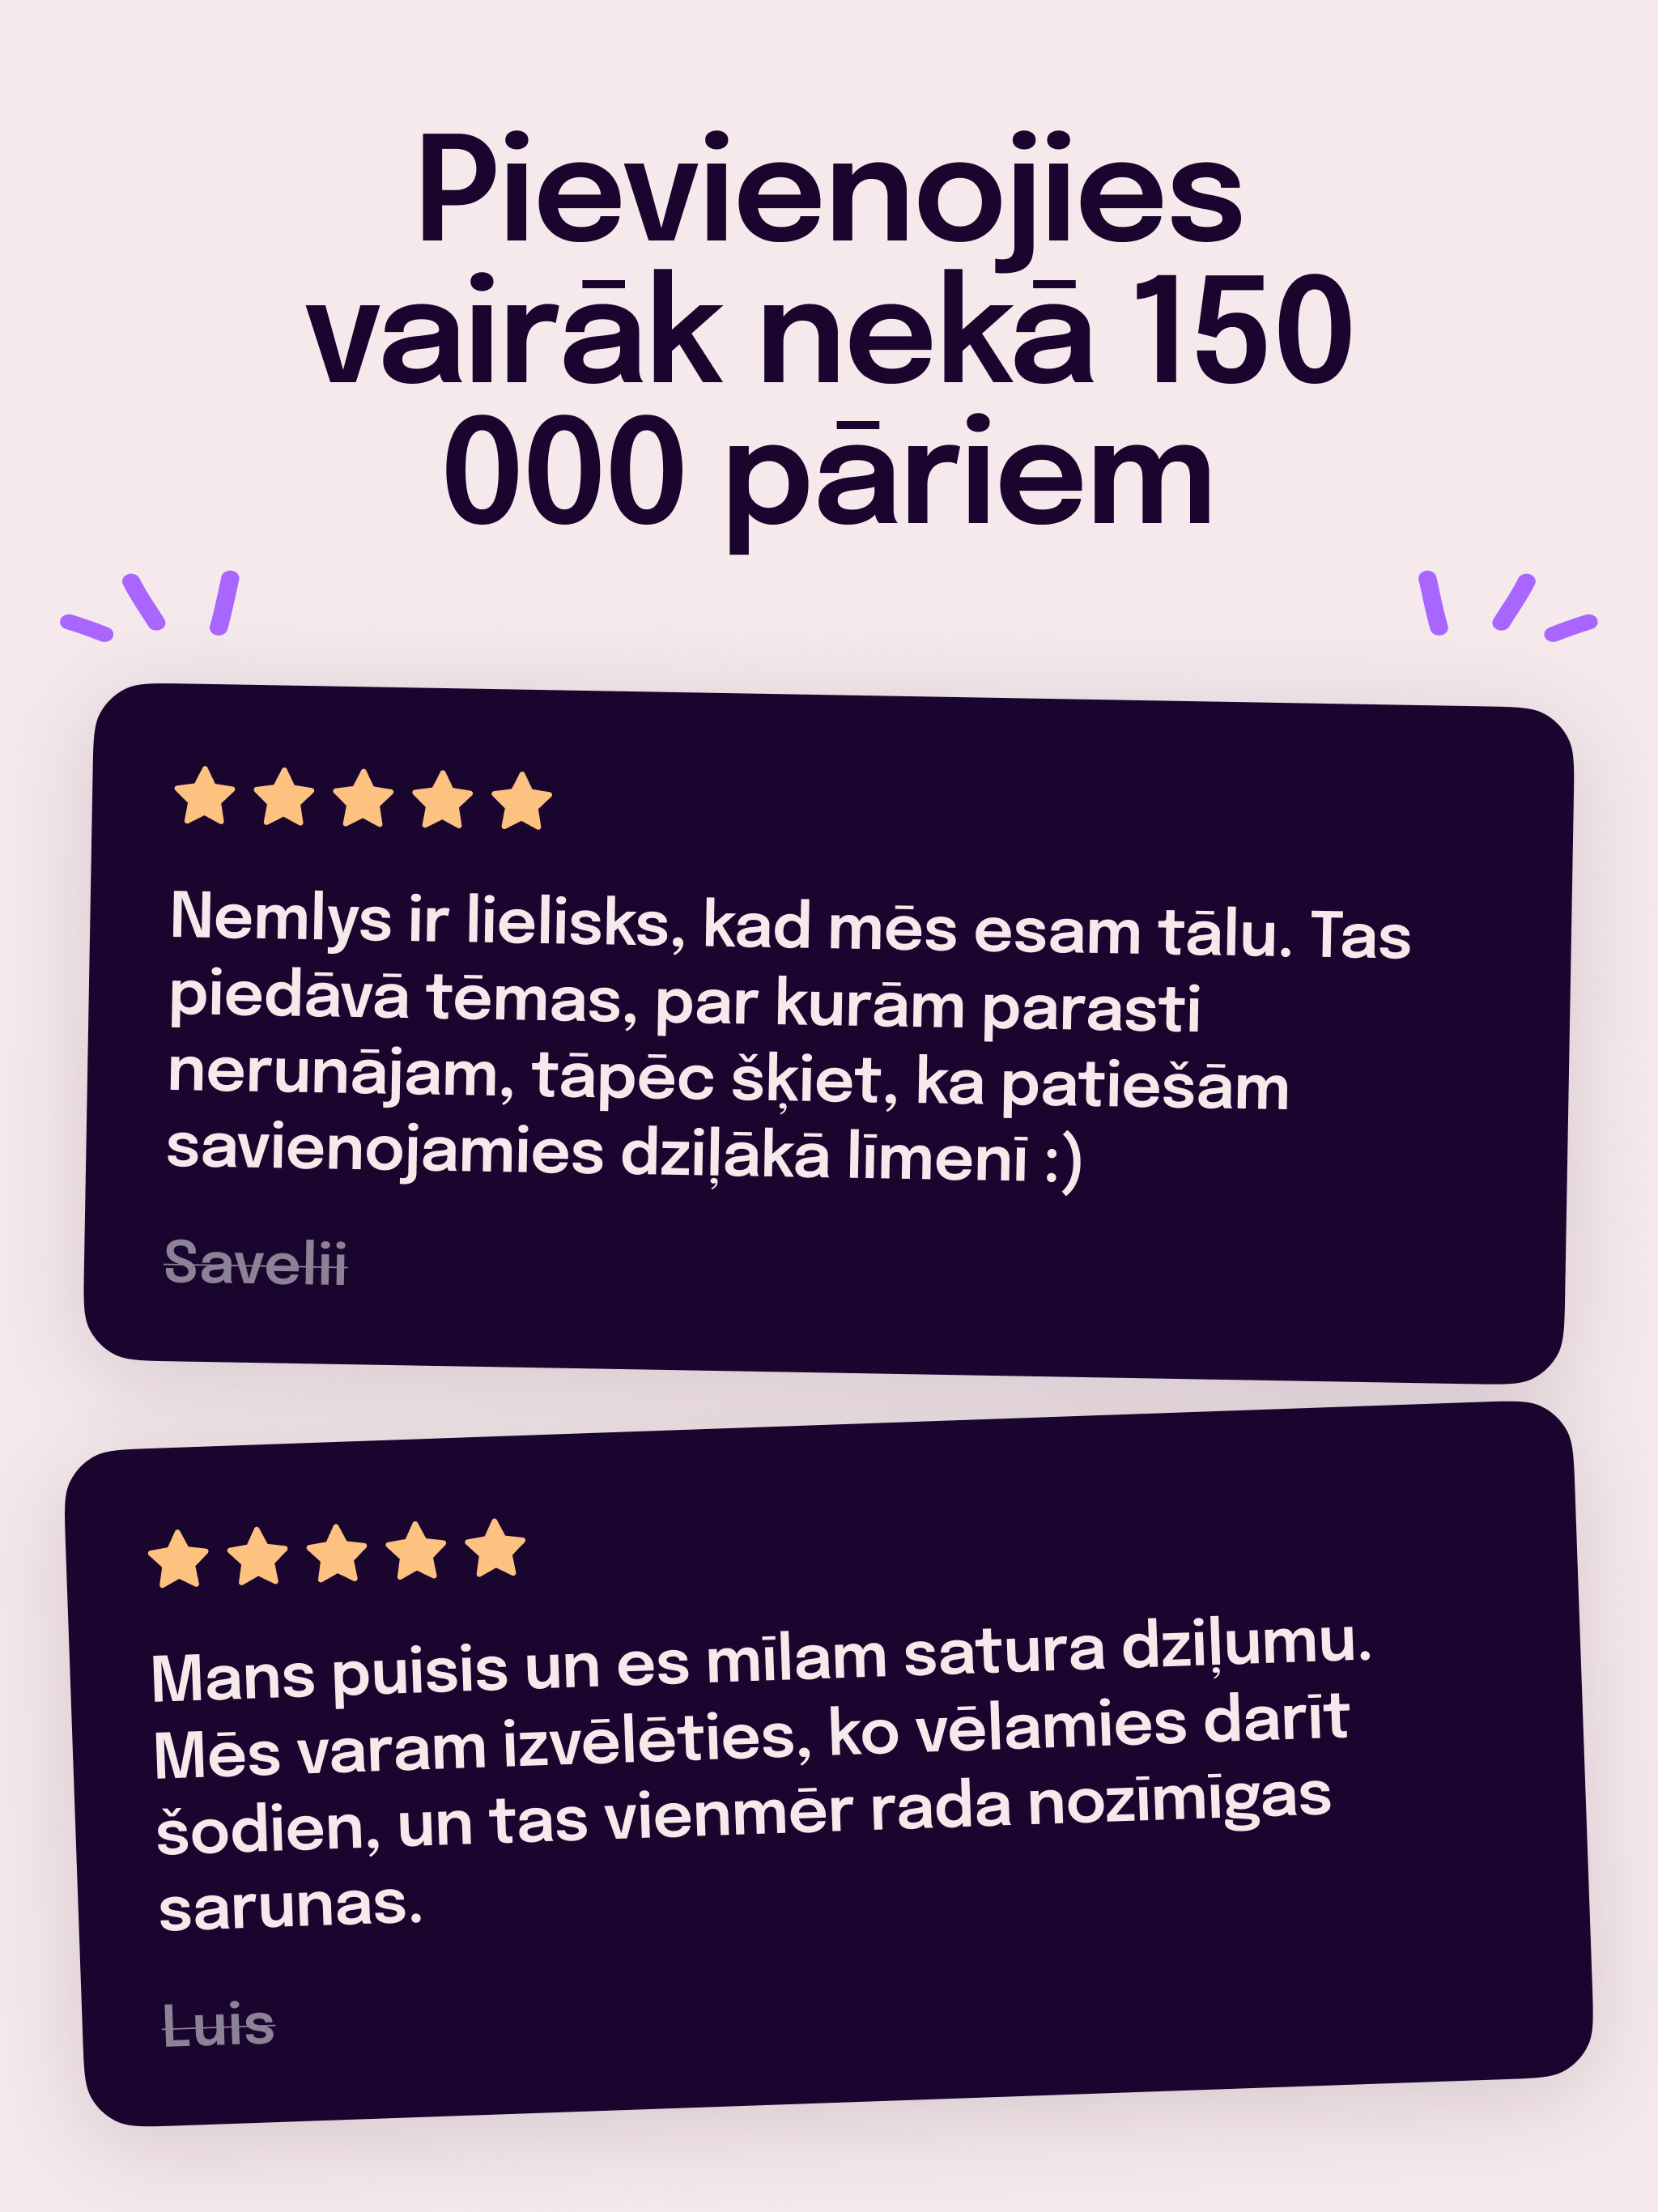 Pievienojies
vairāk nekā 150
000 pāriem
Nemlys ir lielisks, kad mēs esam tālu. Tas
piedāvā tēmas, par kurām parasti
nerunājam, tāpēc šķiet, ka patiešām
savienojamies dziļākā līmenī :)
Savelii
Mans puisis un es mīlam satura dziļumu.
Mēs varam izvēlēties, ko vēlamies darīt
šodien, un tas vienmēr rada nozīmīgas
sarunas.
Luis